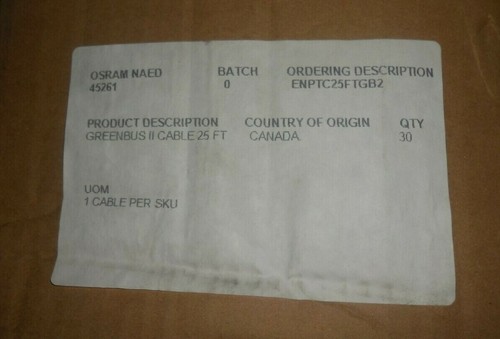 OSRAM NAED BATCH ORDERING DESCRIPTION
45261 0 ENPTC25FTGB2
PRODUCT DESCRIPTION COUNTRY OF ORIGIN QTY
GREENBUS II CABLE 25 FT CANADA 30
UOM
1 CABLE PER SKU